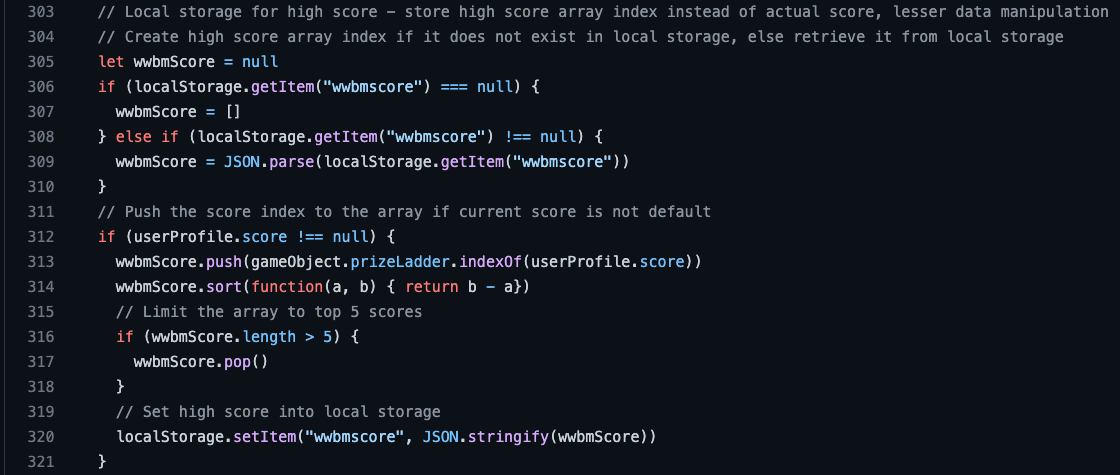 303 // Local storage for high score – store high score array index instead of actual score, lesser data manipulation
304 // Create high score array index if it does not exist in local storage, else retrieve it from local storage
305 let wwbmScore = null
306 if (localStorage.getItem("wwbmscore") === null) {
307 wwbmScore = []
308 } else if (localStorage.getItem("wwbmscore") !== null) {
309 wwbmScore = JSON.parse(localStorage.getItem("wwbmscore"))
310 }
311 // Push the score index to the array if current score is not default
312 if (userProfile.score !== null) {
313 wwbmScore.push(gameObject.prizeLadder.indexOf(userProfile.score))
314 wwbmScore.sort(function(a, b) { return b - a})
315 // Limit the array to top 5 scores
316 if (wwbmScore.length > 5) {
317 wwbmScore.pop()
318 }
319 // Set high score into local storage
320 localStorage.setItem("wwbmscore", JSON.stringify(wwbmScore))
321 }